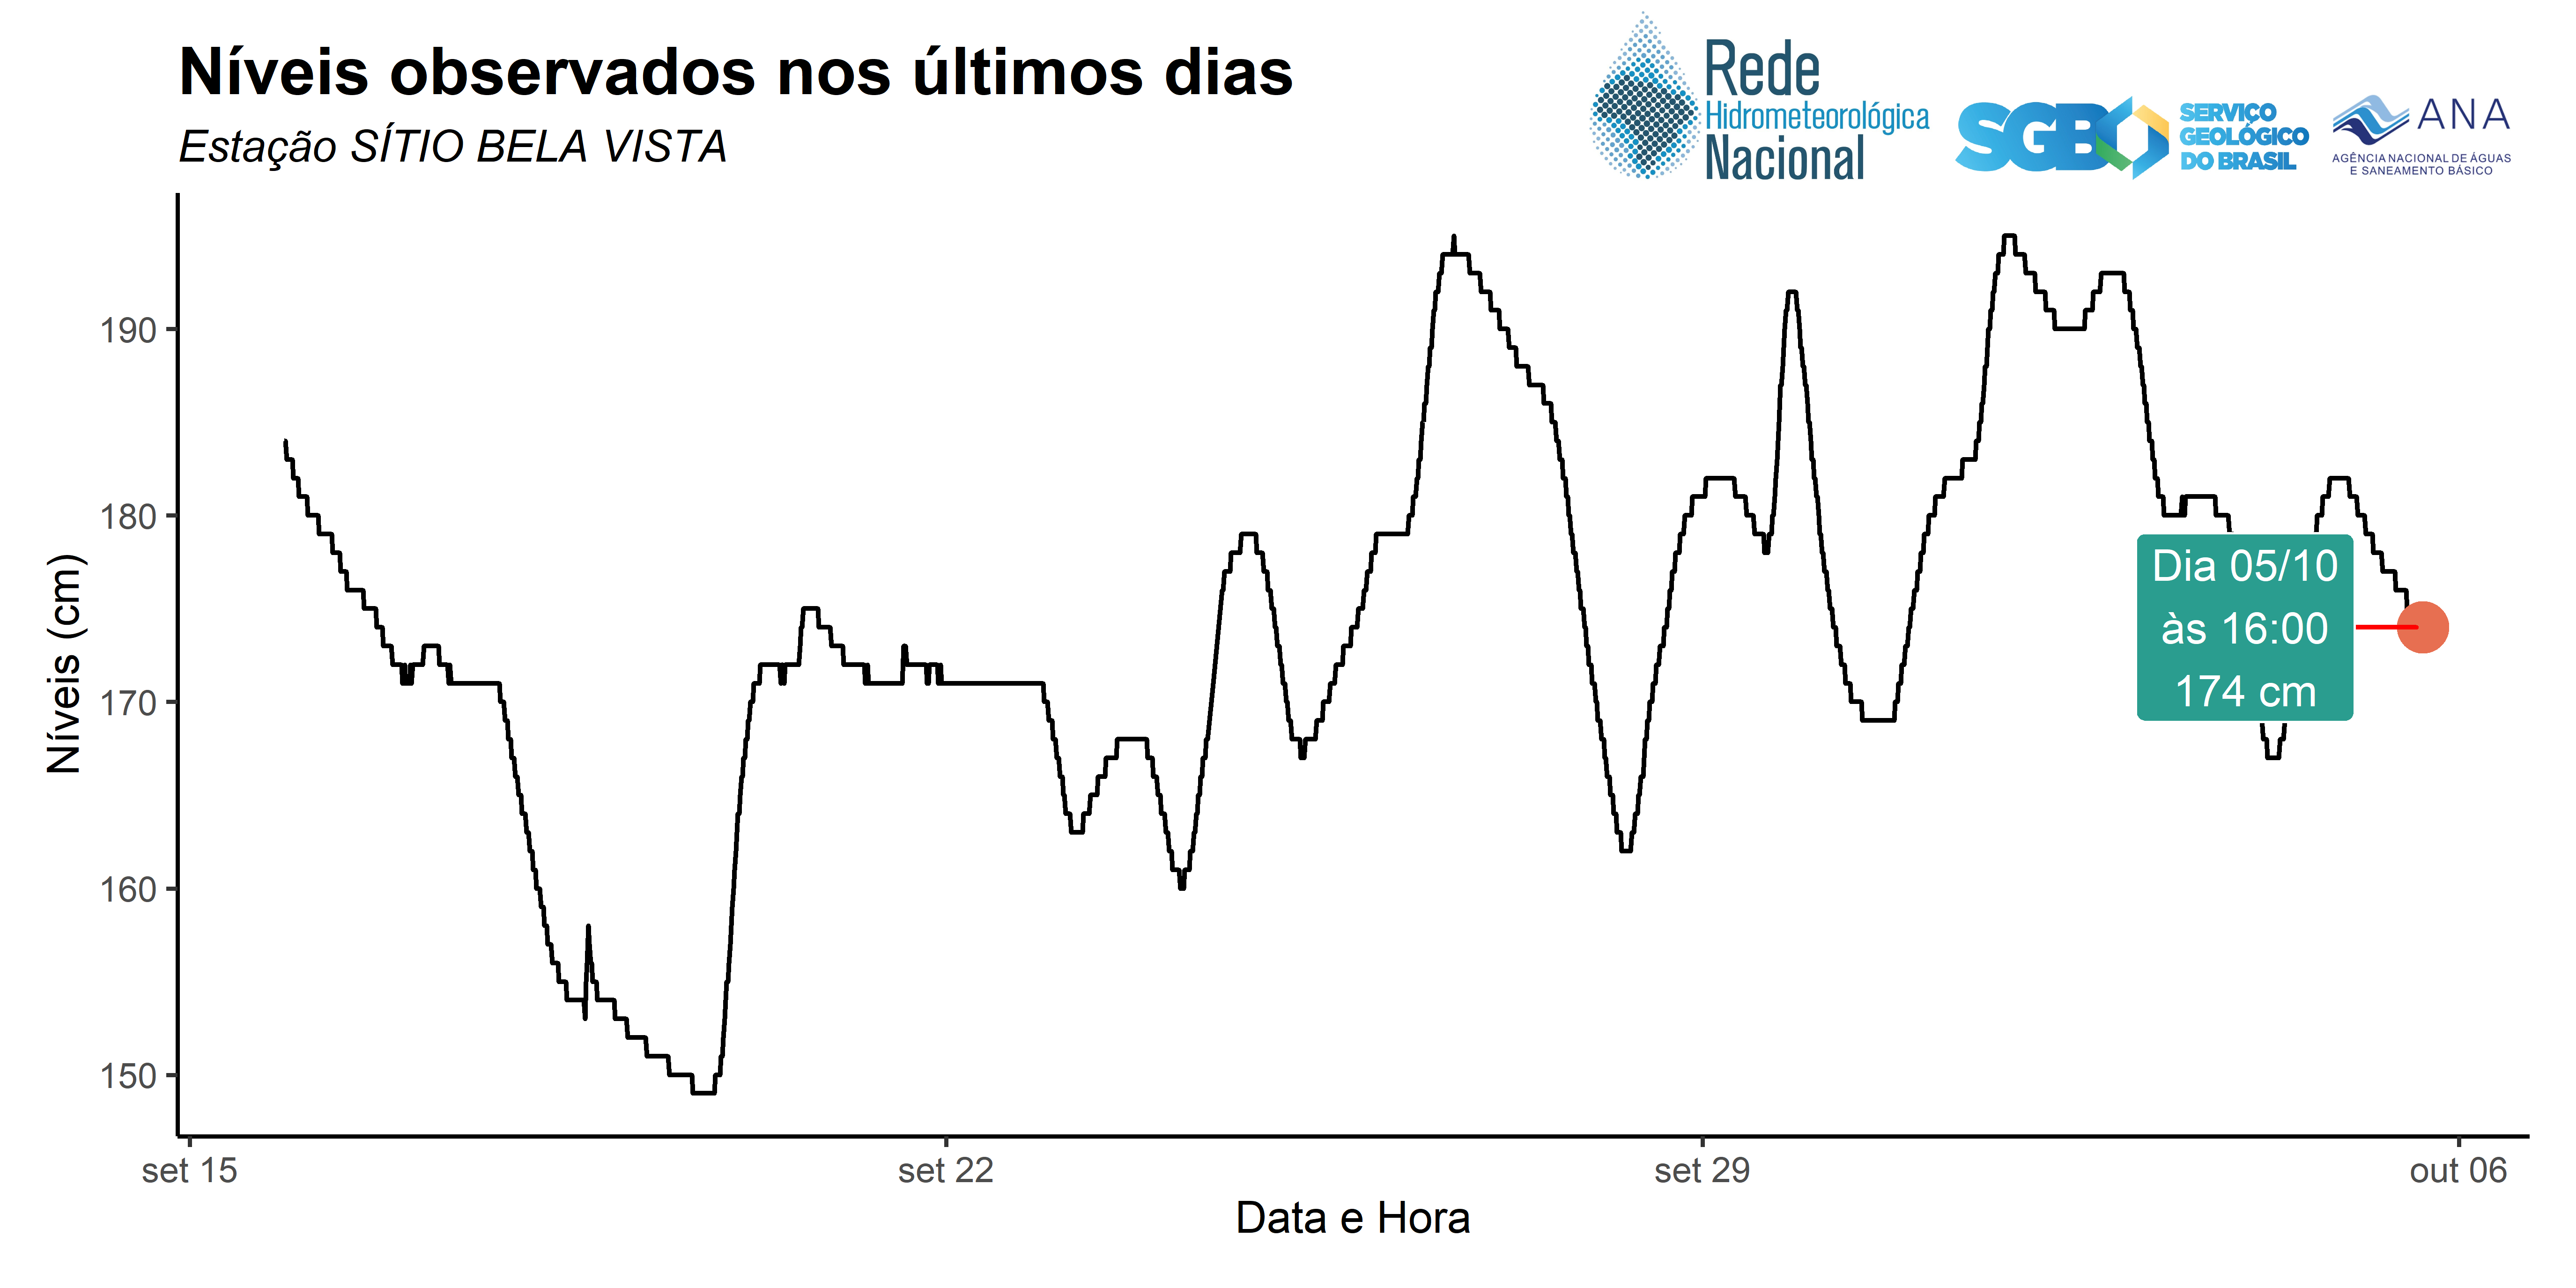 Níveis observados nos últimos dias
Estação SÍTIO BELA VISTA
Rede
Hidrometeorológica
Nacional
SGB
SERVIÇO
GEOLÓGICO
DO BRASIL
ANA
AGÊNCIA NACIONAL DE ÁGUAS
E SANEAMENTO BÁSICO
Níveis (cm)
190
180
170
160
150
Dia 05/10
às 16:00
174 cm
set 15
set 22
set 29
out 06
Data e Hora